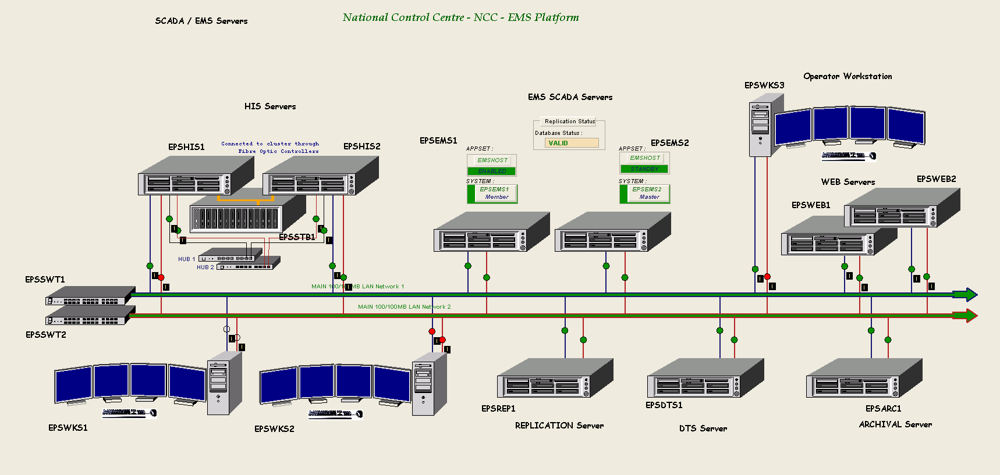 National Control Centre - NCC - EMS Platform
SCADA / EMS Servers
Operator Workstation
EPSWKS3
EMS SCADA Servers
HIS Servers
Replication Status
Database Status :
VALID
EPSEMS1
EPSEMS2
EPSHIS1
Connected to cluster through
Fibre Optic Controllers
EPSHIS2
APPSET :
EMSHOST
ENABLED
SYSTEM :
EPSEMS1
Member
APPSET :
EMSHOST
STANDBY
SYSTEM :
EPSEMS2
Master
WEB Servers
EPSWEB2
EPSWEB1
EPSSTB1
HUB 1
HUB 2
EPSSWT1
MAIN 100/100MB LAN Network 1
MAIN 100/100MB LAN Network 2
EPSSWT2
EPSWKS1
EPSWKS2
EPSREP1
REPLICATION Server
EPSDTS1
DTS Server
EPSARC1
ARCHIVAL Server